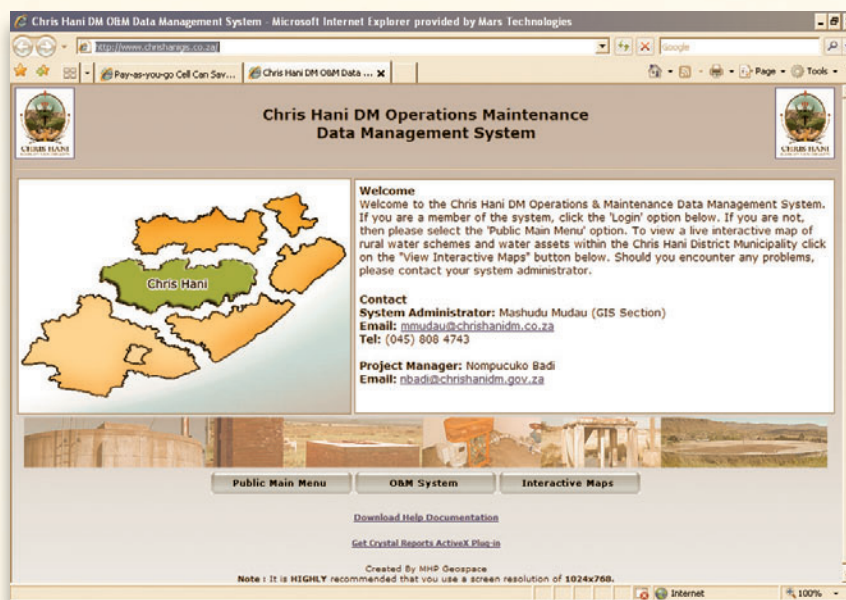 Chris Hani DM O&M Data Management System - Microsoft Internet Explorer provided by Mars Technologies
http://www.chrishanigis.co.za/
Google
Pay-as-you-go Cell Can Sav...
Chris Hani DM O&M Data ...
Page
Tools
Chris Hani DM Operations Maintenance
Data Management System
CHRIS HANI
CHRIS HANI
Chris Hani
Welcome
Welcome to the Chris Hani DM Operations & Maintenance Data Management System.
If you are a member of the system, click the 'Login' option below. If you are not,
then please select the 'Public Main Menu' option. To view a live interactive map of
rural water schemes and water assets within the Chris Hani District Municipality click
on the "View Interactive Maps" button below. Should you encounter any problems,
please contact your system administrator.
Contact
System Administrator: Mashudu Mudau (GIS Section)
Email: mmudau@chrishanidm.co.za
Tel: (045) 808 4743
Project Manager: Nompucuko Badi
Email: nbadi@chrishanidm.gov.za
Public Main Menu
O&M System
Interactive Maps
Download Help Documentation
Get Crystal Reports ActiveX Plug-in
Created By MHP Geospace
Note : It is HIGHLY recommended that you use a screen resolution of 1024x768.
Internet
100%